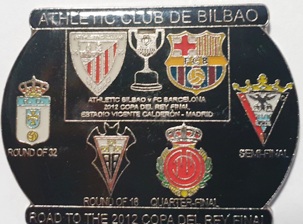 ATHLETIC CLUB DE BILBAO
ATHLETIC BILBAO v FC BARCELONA
2012 COPA DEL REY FINAL
ESTADIO VICENTE CALDERÓN - MADRID
ROUND OF 32
SEMI-FINAL
ROUND OF 16
QUARTER-FINAL
ROAD TO THE 2012 COPA DEL REY FINAL